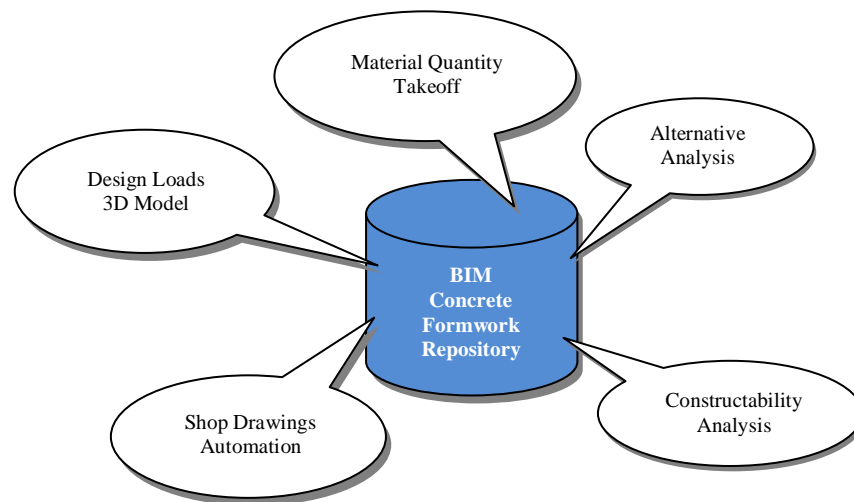 Material Quantity
Takeoff
Alternative
Analysis
Design Loads
3D Model
BIM
Concrete
Formwork
Repository
Constructability
Analysis
Shop Drawings
Automation